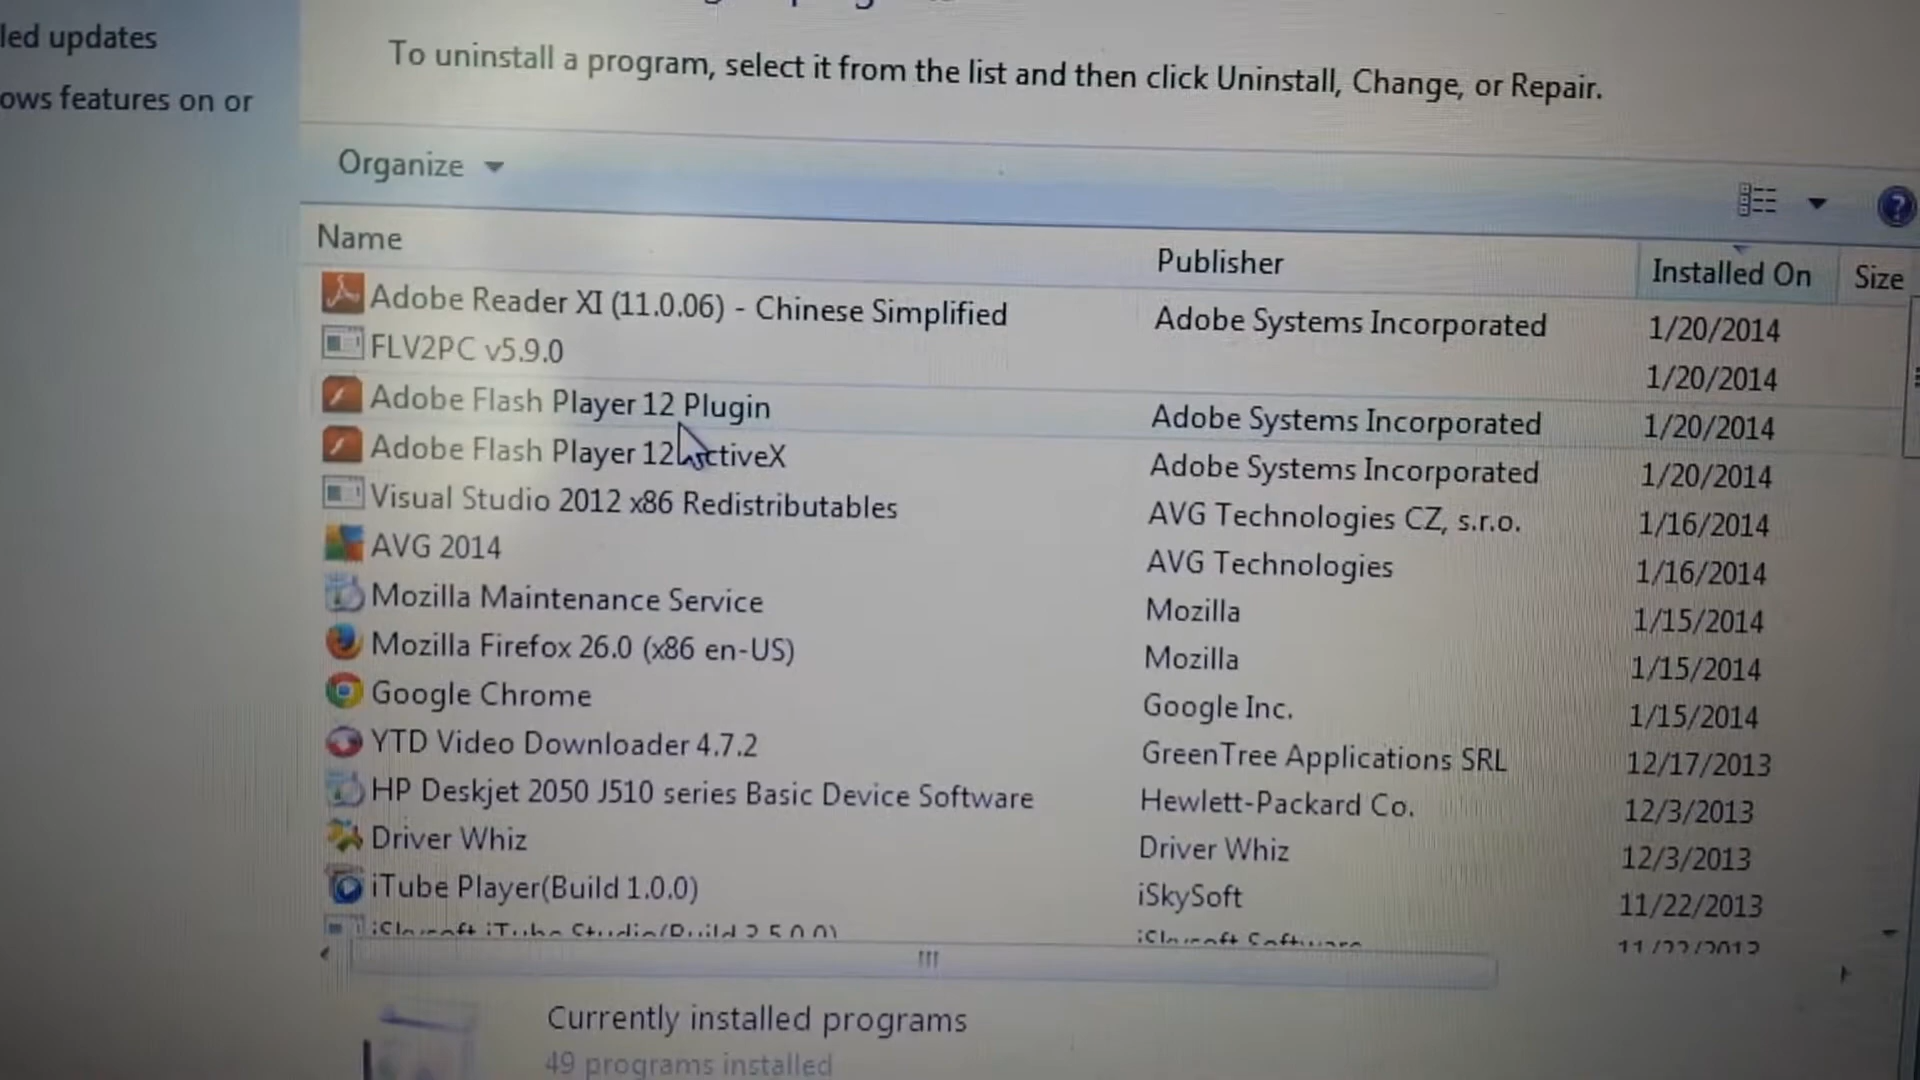 led updates
ows features on or
To uninstall a program, select it from the list and then click Uninstall, Change, or Repair.
Organize
Name Publisher Installed On Size
Adobe Reader XI (11.0.06) - Chinese Simplified Adobe Systems Incorporated 1/20/2014
FLV2PC v5.9.0 1/20/2014
Adobe Flash Player 12 Plugin Adobe Systems Incorporated 1/20/2014
Adobe Flash Player 12 ActiveX Adobe Systems Incorporated 1/20/2014
Visual Studio 2012 x86 Redistributables AVG Technologies CZ, s.r.o. 1/16/2014
AVG 2014 AVG Technologies 1/16/2014
Mozilla Maintenance Service Mozilla 1/15/2014
Mozilla Firefox 26.0 (x86 en-US) Mozilla 1/15/2014
Google Chrome Google Inc. 1/15/2014
YTD Video Downloader 4.7.2 GreenTree Applications SRL 12/17/2013
HP Deskjet 2050 J510 series Basic Device Software Hewlett-Packard Co. 12/3/2013
Driver Whiz Driver Whiz 12/3/2013
iTube Player(Build 1.0.0) iSkySoft 11/22/2013
iSkysoft iTube Studio(Build 2.5.0.0) iSkysoft Software 11/22/2013
Currently installed programs
49 programs installed